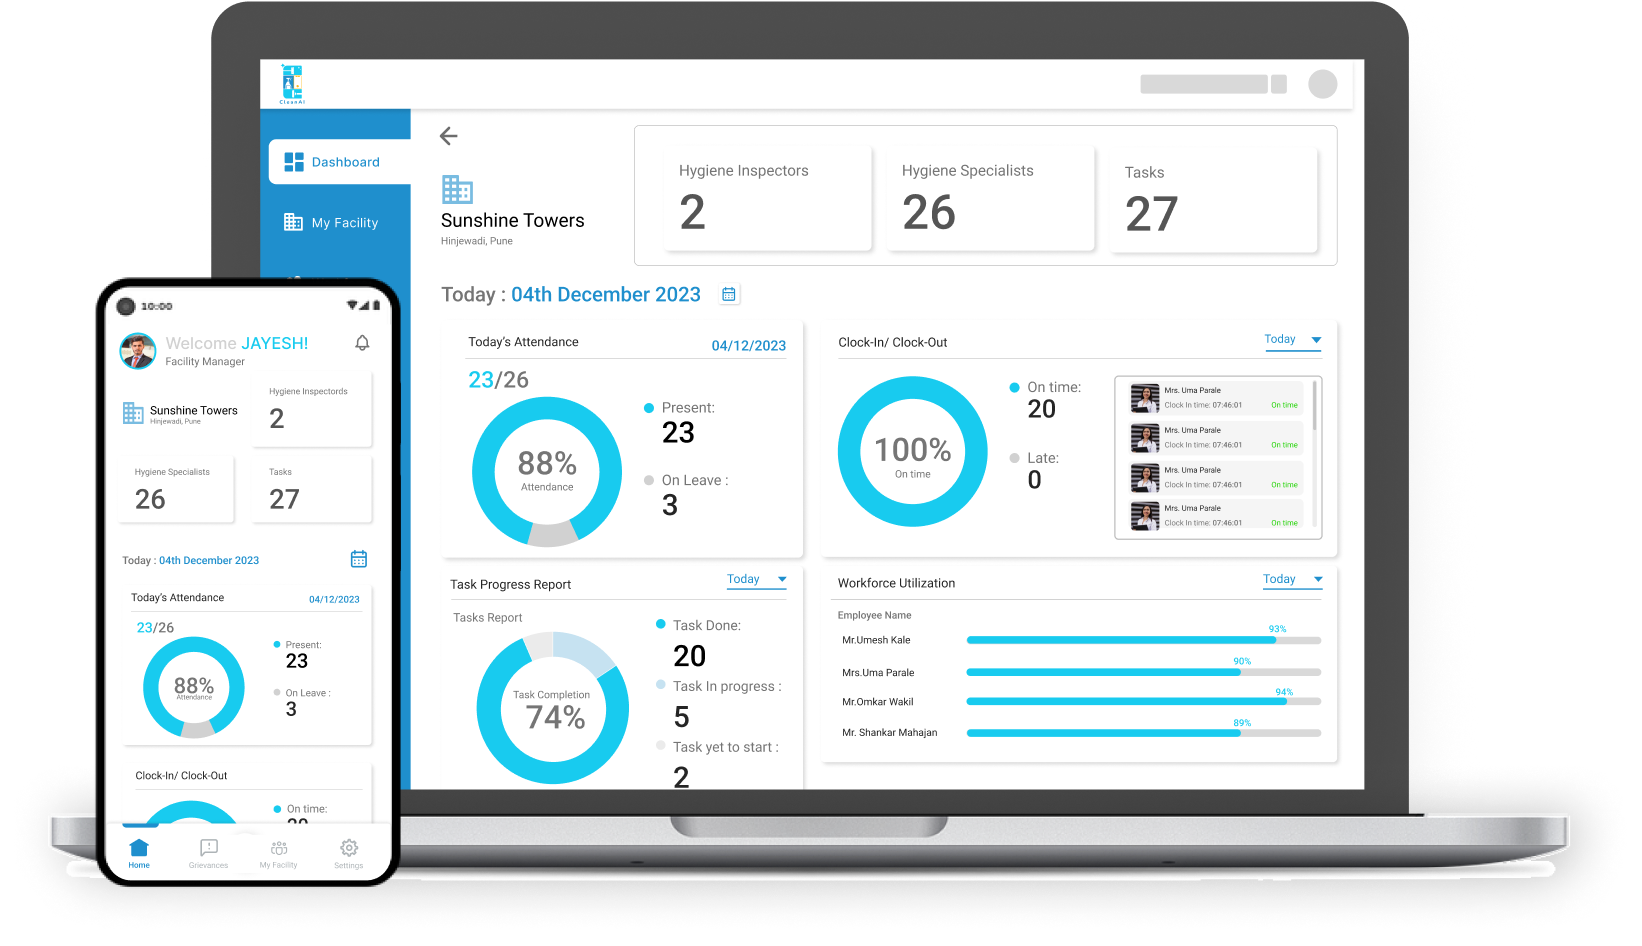 CleanAI
Dashboard
My Facility
Sunshine Towers
Hinjewadi, Pune
Hygiene Inspectors
2
Hygiene Specialists
26
Tasks
27
Today : 04th December 2023
Today's Attendance
04/12/2023
23/26
88%
Attendance
Present:
23
On Leave :
3
Clock-In/ Clock-Out
Today
100%
On time
On time:
20
Late:
0
Mrs. Uma Parale
Clock In time: 07:46:01 On time
Mrs. Uma Parale
Clock In time: 07:46:01 On time
Mrs. Uma Parale
Clock In time: 07:46:01 On time
Mrs. Uma Parale
Clock In time: 07:46:01 On time
Task Progress Report
Today
Tasks Report
Task Completion
74%
Task Done:
20
Task In progress :
5
Task yet to start :
2
Workforce Utilization
Today
Employee Name
Mr.Umesh Kale
93%
Mrs.Uma Parale
90%
Mr.Omkar Wakil
94%
Mr. Shankar Mahajan
89%
10:00
Welcome JAYESH!
Facility Manager
Sunshine Towers
Hinjewadi, Pune
Hygiene Inspectords
2
Hygiene Specialists
26
Tasks
27
Today : 04th December 2023
Today's Attendance
04/12/2023
23/26
88%
Attendance
Present:
23
On Leave :
3
Clock-In/ Clock-Out
On time:
20
Home
Grievances
My Facility
Settings